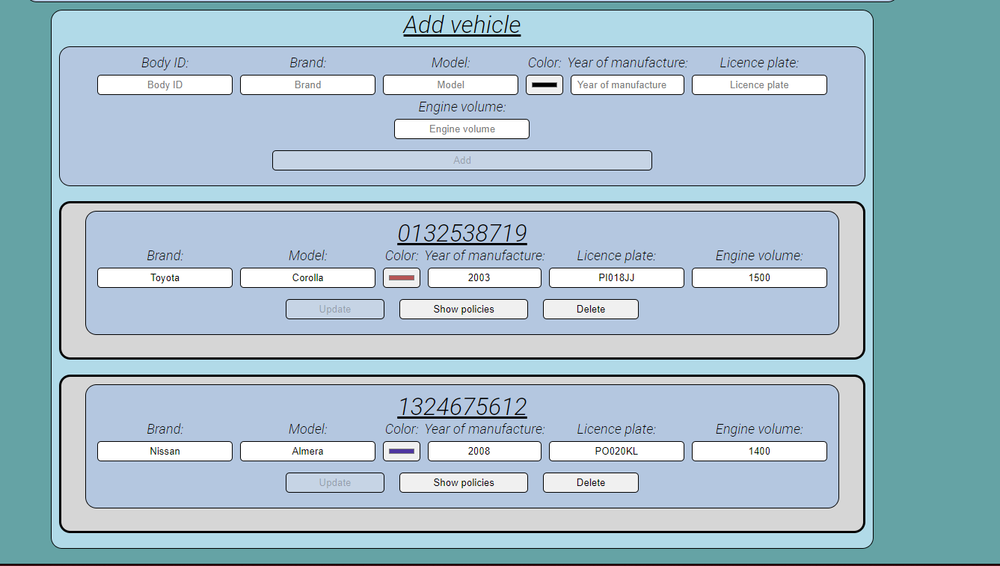 Add vehicle
Body ID: Brand: Model: Color: Year of manufacture: Licence plate:
Body ID Brand Model Year of manufacture Licence plate
Engine volume:
Engine volume
Add
0132538719
Brand: Model: Color: Year of manufacture: Licence plate: Engine volume:
Toyota Corolla 2003 PI018JJ 1500
Update Show policies Delete
1324675612
Brand: Model: Color: Year of manufacture: Licence plate: Engine volume:
Nissan Almera 2008 PO020KL 1400
Update Show policies Delete